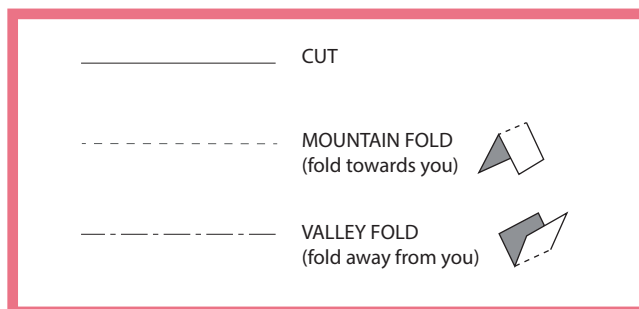 CUT
MOUNTAIN FOLD
(fold towards you)
VALLEY FOLD
(fold away from you)